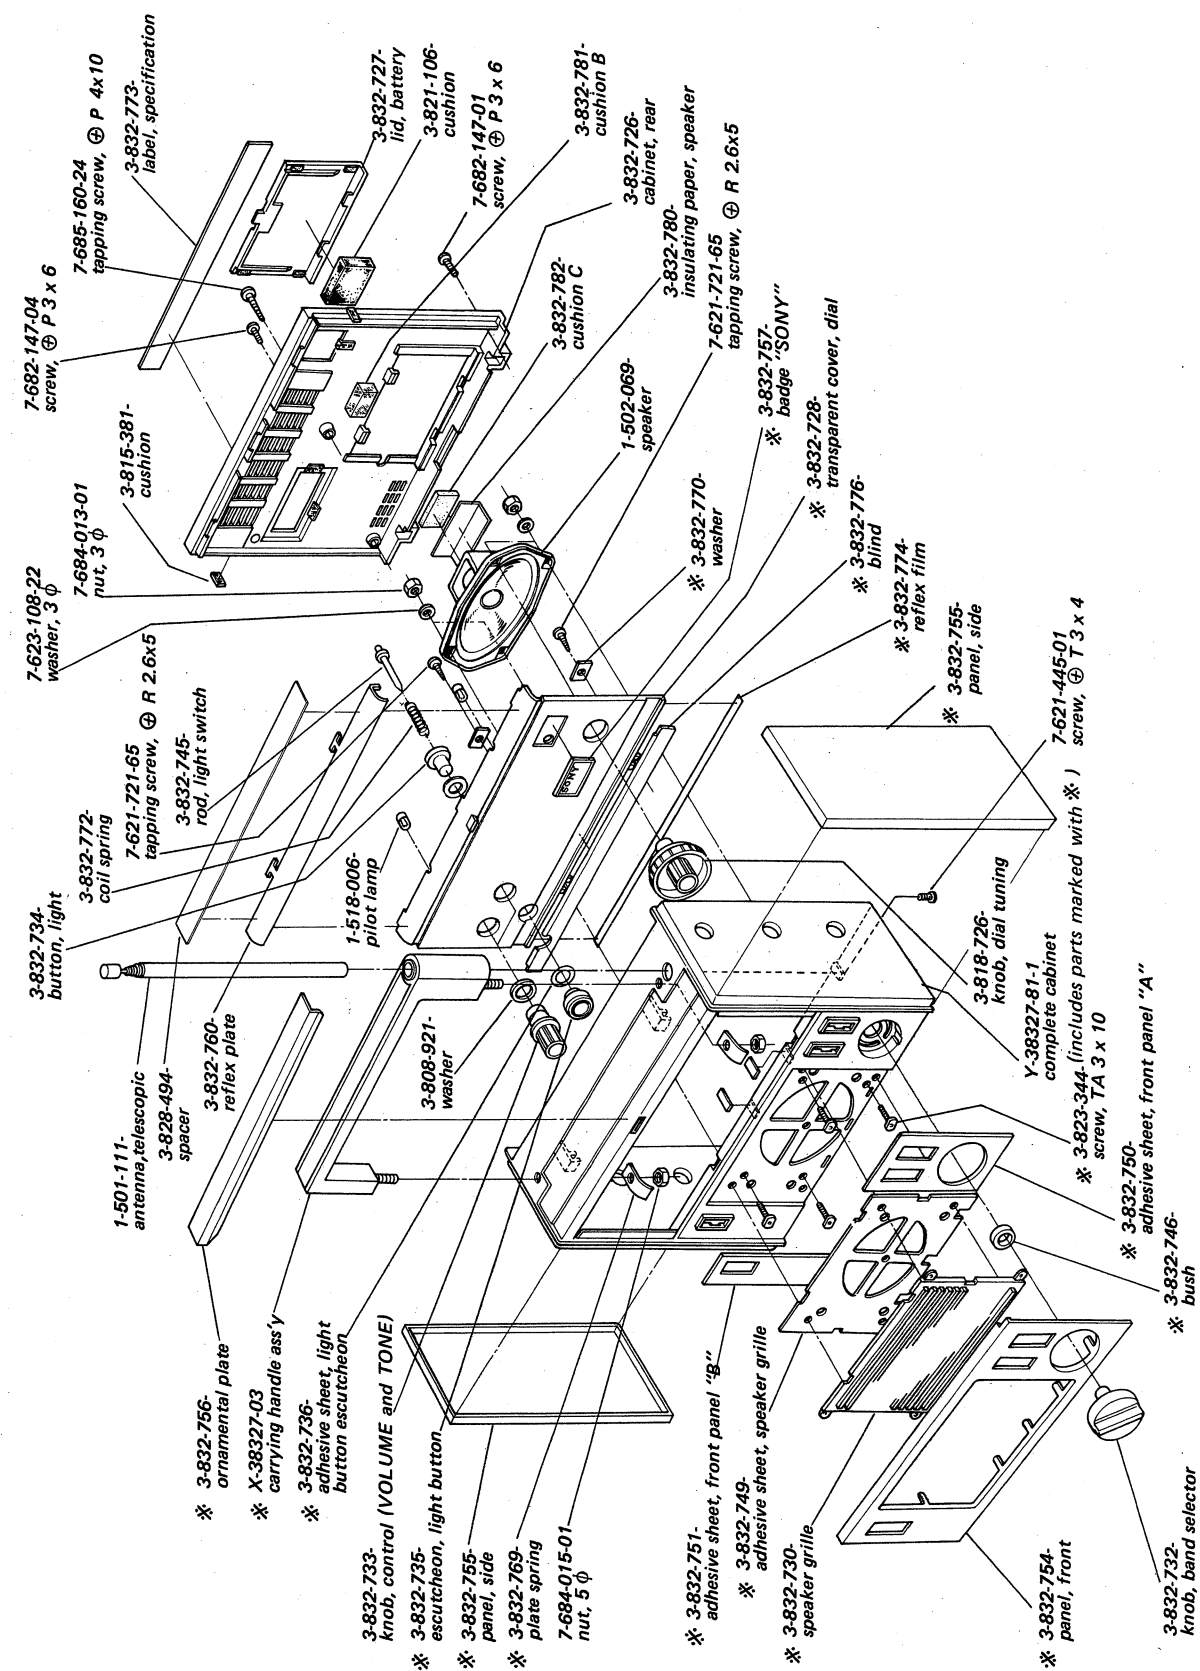 1-501-111-
antenna,telescopic
3-828-494-
spacer
3-832-760-
reflex plate
3-832-734-
button, light
3-832-772-
coil spring
7-621-721-65
tapping screw, ⊕ R 2.6x5
3-832-745-
rod, light switch
7-623-108-22
washer, 3 ϕ
7-684-013-01
nut, 3 ϕ
3-815-381-
cushion
7-682-147-04
screw, ⊕ P 3 x 6
7-685-160-24
tapping screw, ⊕ P 4x10
3-832-773-
label, specification
3-832-727-
lid, battery
3-821-106-
cushion
7-682-147-01
screw, ⊕ P 3 x 6
3-832-781-
cushion B
3-832-726-
cabinet, rear
3-832-780-
insulating paper, speaker
7-621-721-65
tapping screw, ⊕ R 2.6x5
3-832-782-
cushion C
1-502-069-
speaker
※ 3-832-757-
badge "SONY"
※ 3-832-728-
transparent cover, dial
※ 3-832-770-
washer
※ 3-832-776-
blind
※ 3-832-774-
reflex film
※ 3-832-755-
panel, side
7-621-445-01
screw, ⊕ T 3 x 4
1-518-006-
pilot lamp
3-808-921-
washer
SONY
※ 3-832-756-
ornamental plate
※ X-38327-03
carrying handle ass'y
※ 3-832-736-
adhesive sheet, light
button escutcheon
3-832-733-
knob, control (VOLUME and TONE)
※ 3-832-735-
escutcheon, light button
※ 3-832-755-
panel, side
※ 3-832-769-
plate spring
7-684-015-01
nut, 5 ϕ
※ 3-832-751-
adhesive sheet, front panel "B"
※ 3-832-749-
adhesive sheet, speaker grille
※ 3-832-730-
speaker grille
※ 3-832-754-
panel, front
3-832-732-
knob, band selector
3-818-726-
knob, dial tuning
Y-38327-81-1
complete cabinet
(includes parts marked with ※ )
※ 3-823-344-
screw, TA 3 x 10
※ 3-832-750-
adhesive sheet, front panel "A"
※ 3-832-746-
bush